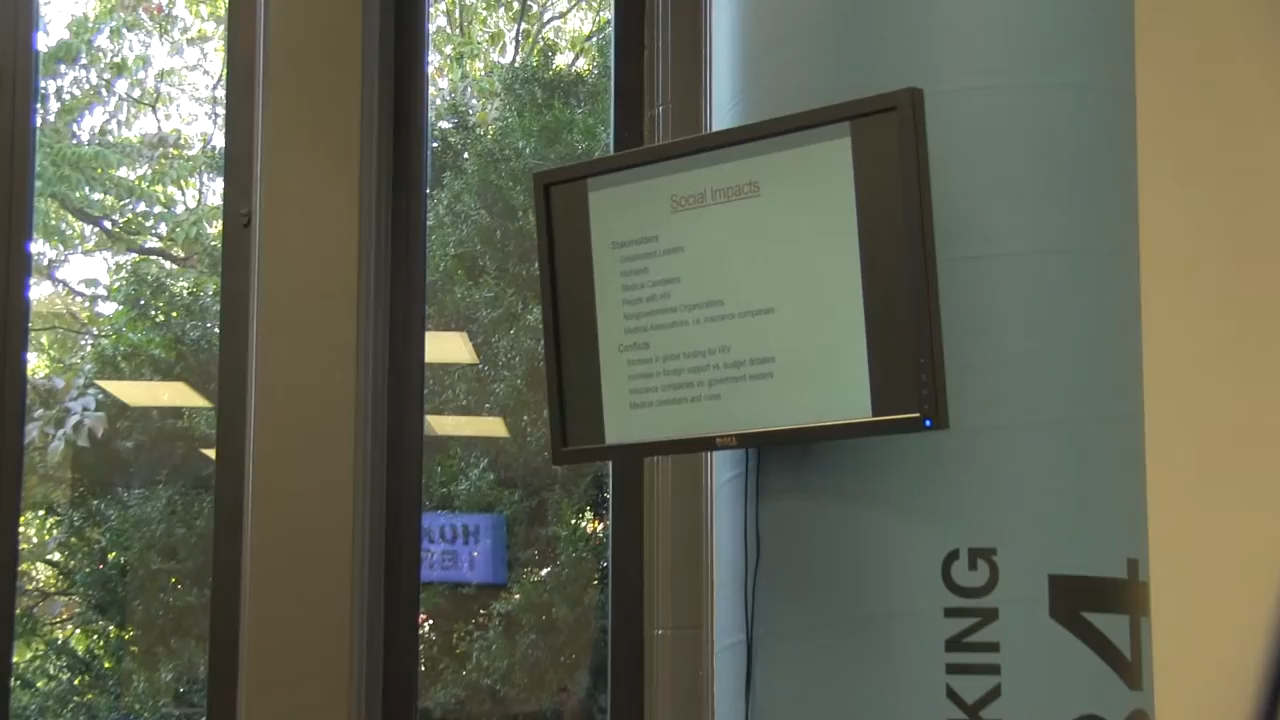 Social Impacts
Stakeholders
Government Leaders
Honlands
Medical Caretakers
People with HIV
Nongovernmental Organizations
Medical Associations, i.e. insurance companies
Conflicts
Increase in global funding for HIV
Increase in foreign support vs. budget debates
Insurance companies vs. government leaders
Medical caretakers and cures
DELL
KING
4